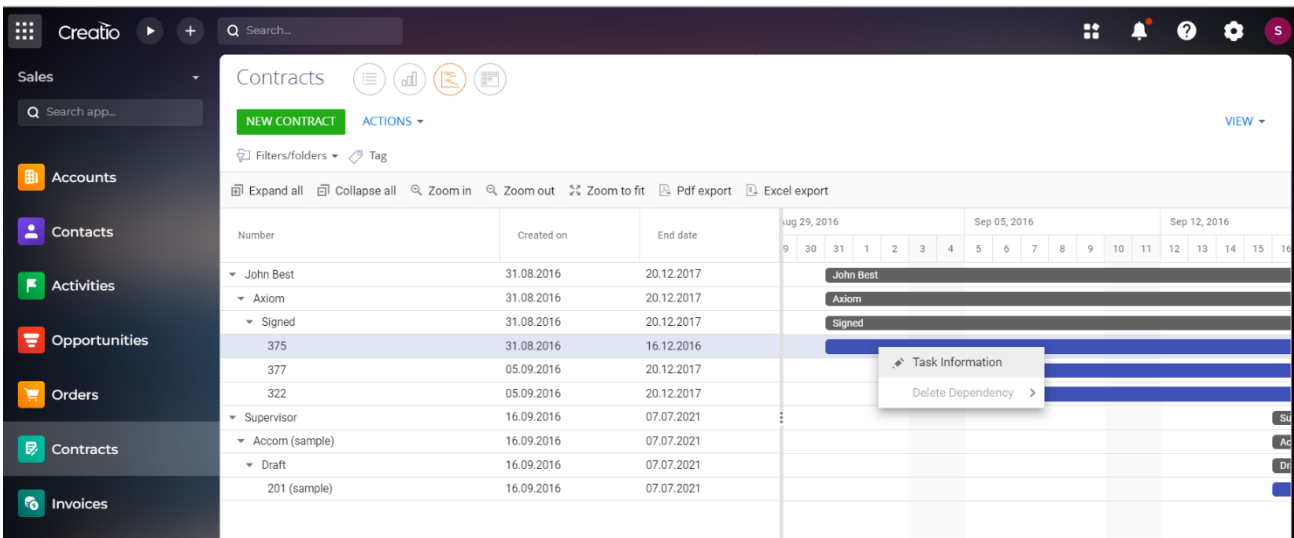 Creatio
Search...
S
Sales
Search app...
Accounts
Contacts
Activities
Opportunities
Orders
Contracts
Invoices
Contracts
NEW CONTRACT ACTIONS VIEW
Filters/folders Tag
Expand all Collapse all Zoom in Zoom out Zoom to fit Pdf export Excel export
Number Created on End date
Aug 29, 2016 Sep 05, 2016 Sep 12, 2016
9 30 31 1 2 3 4 5 6 7 8 9 10 11 12 13 14 15 16
John Best 31.08.2016 20.12.2017 John Best
Axiom 31.08.2016 20.12.2017 Axiom
Signed 31.08.2016 20.12.2017 Signed
375 31.08.2016 16.12.2016
Task Information
377 05.09.2016 20.12.2017
322 05.09.2016 20.12.2017
Delete Dependency
Supervisor 16.09.2016 07.07.2021 Su
Accom (sample) 16.09.2016 07.07.2021 Ac
Draft 16.09.2016 07.07.2021 Dr
201 (sample) 16.09.2016 07.07.2021